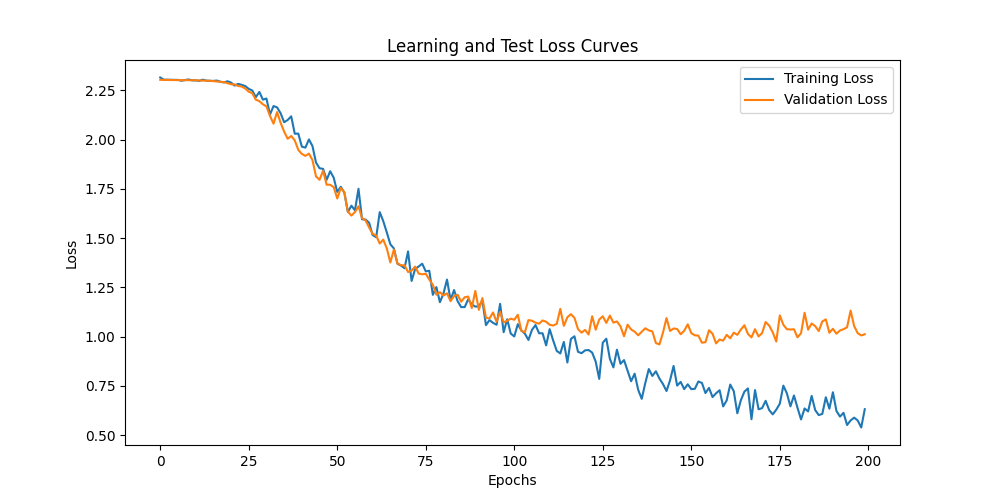 Learning and Test Loss Curves
Training Loss
Validation Loss
2.25
2.00
1.75
1.50
1.25
1.00
0.75
0.50
Loss
0 25 50 75 100 125 150 175 200
Epochs